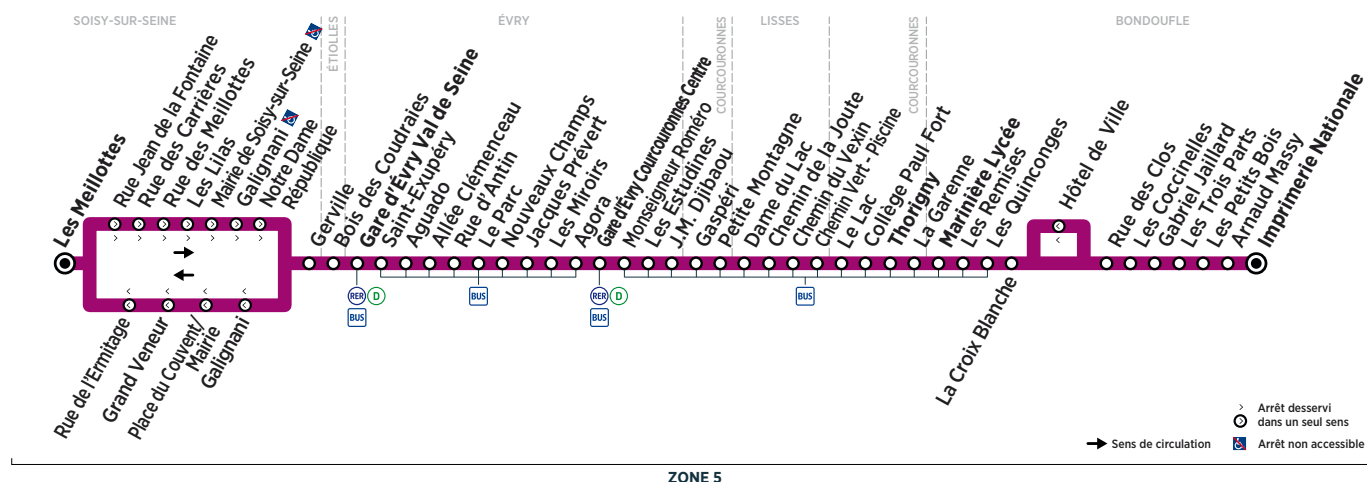 SOISY-SUR-SEINE
ÉTIOLLES
ÉVRY
COURCOURONNES
LISSES
COURCOURONNES
BONDOUFLE
Les Meillottes
Rue Jean de la Fontaine
Rue des Carrières
Rue des Meillottes
Les Lilas
Mairie de Soisy-sur-Seine
Galignani
Notre Dame
République
Gerville
Bois des Coudraies
Gare d'Évry Val de Seine
Saint-Exupéry
Aguado
Allée Clémenceau
Rue d'Antin
Le Parc
Nouveaux Champs
Jacques Prévert
Les Miroirs
Agora
Gare d'Évry Courcouronnes Centre
Monseigneur Roméro
Les Estudines
J.M. Djibaou
Gaspéri
Petite Montagne
Dame du Lac
Chemin de la Joute
Chemin du Vexin
Chemin Vert - Piscine
Le Lac
Collège Paul Fort
Thorigny
La Garenne
Marinière Lycée
Les Remises
Les Quinconges
La Croix Blanche
Hôtel de Ville
Rue des Clos
Les Coccinelles
Gabriel Jaillard
Les Trois Parts
Les Petits Bois
Arnaud Massy
Imprimerie Nationale
RER D
BUS
BUS
RER D
BUS
BUS
Rue de l'Ermitage
Grand Veneur
Place du Couvent/
Mairie
Galignani
Arrêt desservi
dans un seul sens
Sens de circulation
Arrêt non accessible
ZONE 5